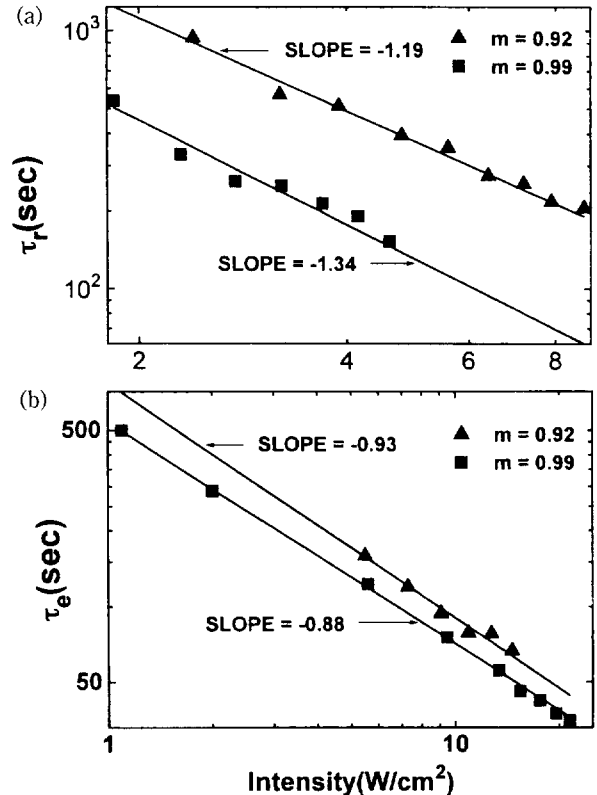 (a)
10³
SLOPE = -1.19
▲ m = 0.92
■ m = 0.99
τr(sec)
SLOPE = -1.34
10²
2 4 6 8
(b)
500
SLOPE = -0.93
▲ m = 0.92
■ m = 0.99
τe(sec)
SLOPE = -0.88
50
1 10
Intensity(W/cm²)